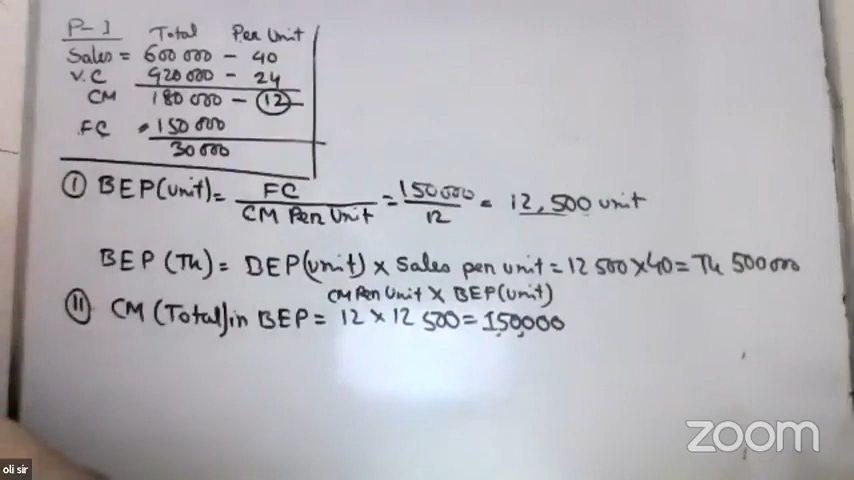 P-1 Total Per Unit
Sales = 600 000 - 40
V.C 420 000 - 24
CM 180 000 - 12
FC 150 000
30 000
I BEP(unit) = FC / CM Per Unit = 150 000 / 12 = 12,500 unit
BEP (Tk) = BEP(unit) x Sales per unit = 12 500 x 40 = Tk 500 000
CM Per Unit x BEP(unit)
II CM (Total) in BEP = 12 x 12 500 = 150000
zoom
oli sir